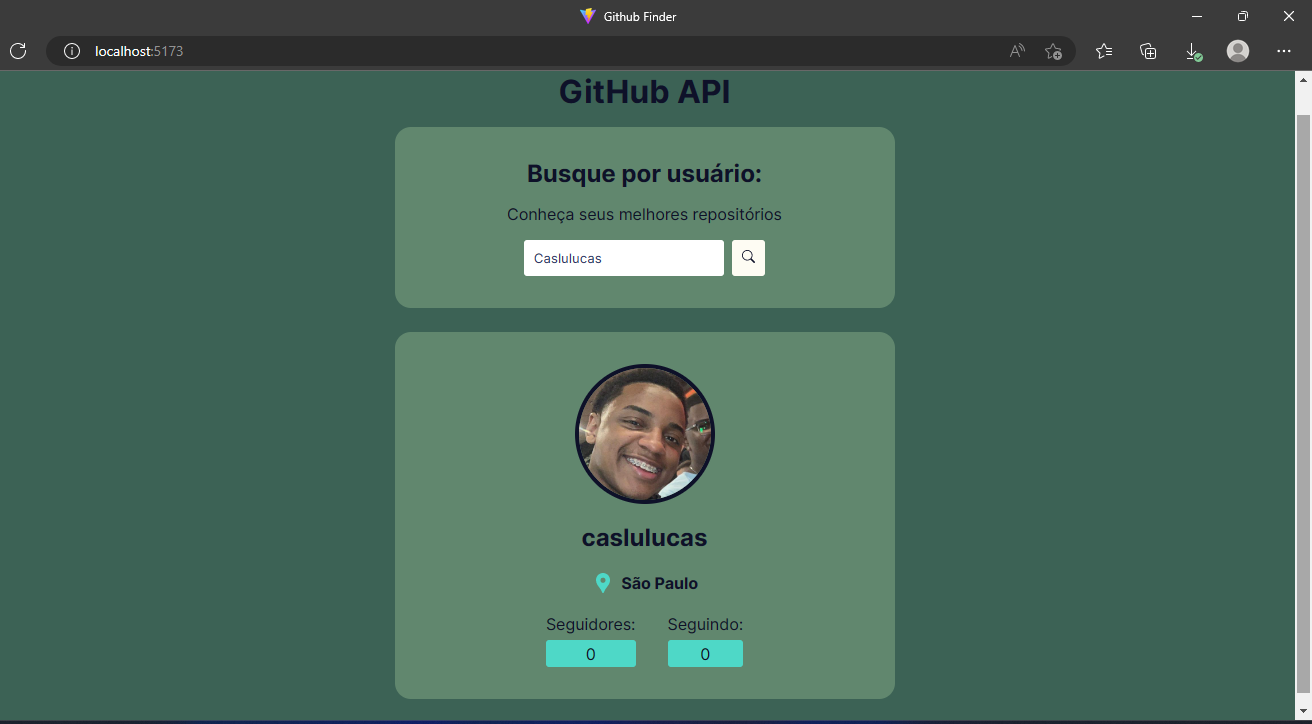 Github Finder
localhost:5173
GitHub API
Busque por usuário:
Conheça seus melhores repositórios
Caslulucas
caslulucas
São Paulo
Seguidores: Seguindo:
0 0